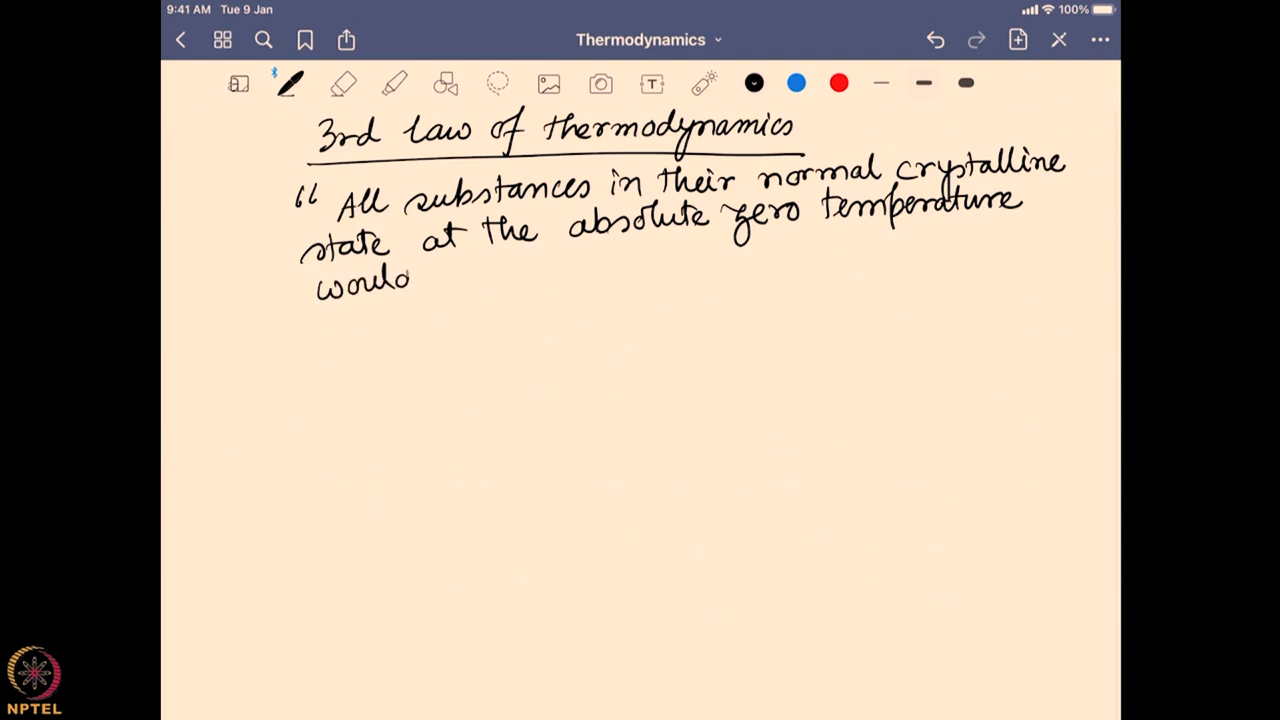 9:41 AM Tue 9 Jan
100%
Thermodynamics
T
3rd law of thermodynamics
“ All substances in their normal crystalline
state at the absolute zero temperature
would
NPTEL